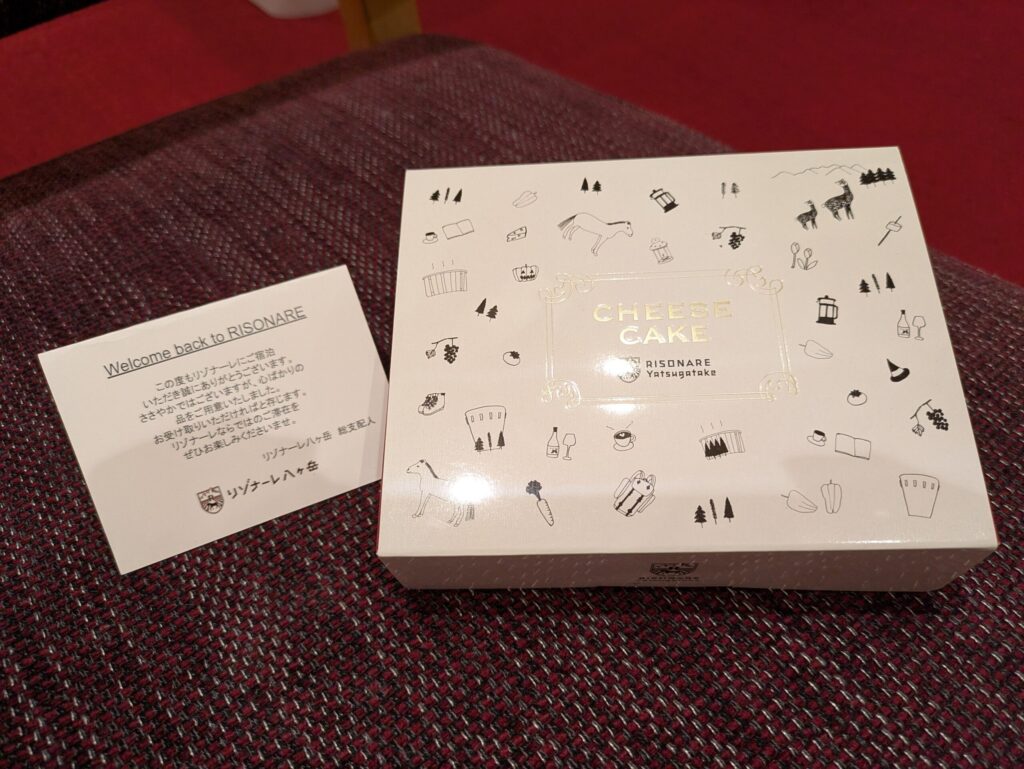 Welcome back to RISONARE
この度もリゾナーレにご宿泊
いただき誠にありがとうございます。
ささやかではございますが、心ばかりの
品をご用意いたしました。
お受け取りいただければと存じます。
リゾナーレならではのご滞在を
ぜひお楽しみくださいませ。
リゾナーレ八ヶ岳 総支配人
リゾナーレ八ヶ岳
CHEESE
CAKE
RISONARE
Yatsugatake
RISONARE